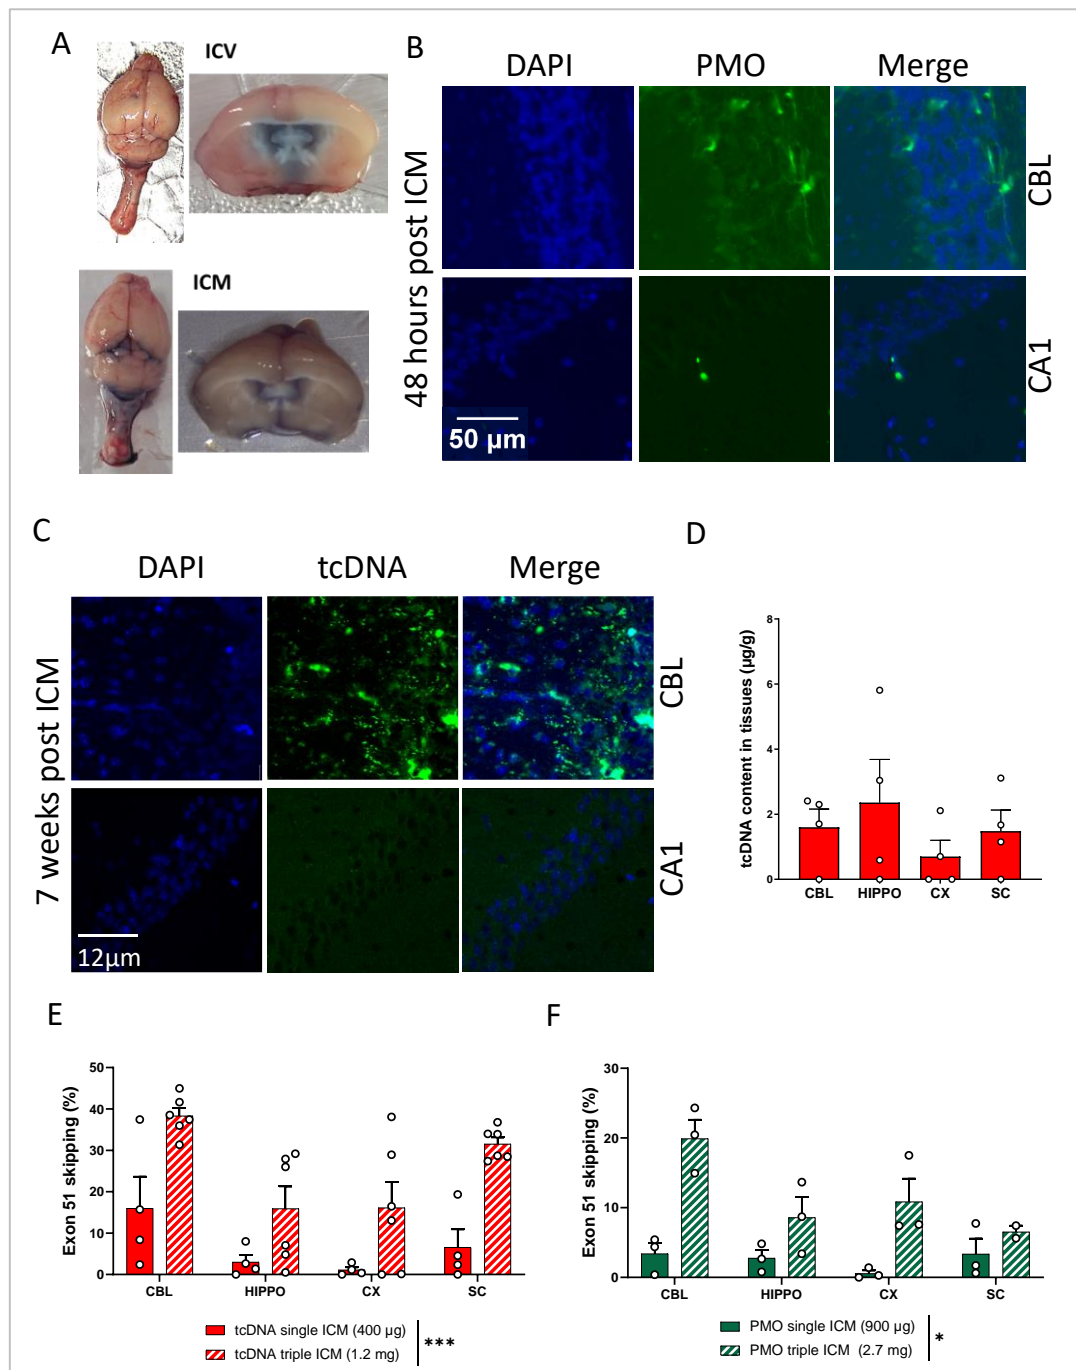 A
ICV
ICM
B
DAPI PMO Merge
48 hours post ICM
CBL
CA1
50 µm
C
DAPI tcDNA Merge
7 weeks post ICM
CBL
CA1
12µm
D
tcDNA content in tissues (µg/g)
8
6
4
2
0
CBL HIPPO CX SC
E
Exon 51 skipping (%)
50
40
30
20
10
0
CBL HIPPO CX SC
tcDNA single ICM (400 µg)
tcDNA triple ICM (1.2 mg)
***
F
Exon 51 skipping (%)
30
20
10
0
CBL HIPPO CX SC
PMO single ICM (900 µg)
PMO triple ICM (2.7 mg)
*